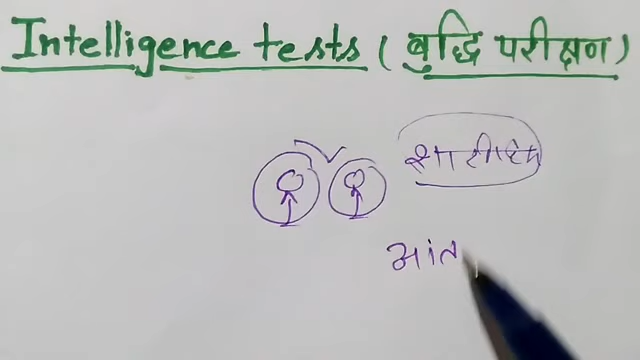 Intelligence tests ( बुद्धि परीक्षण )
शारीरिक